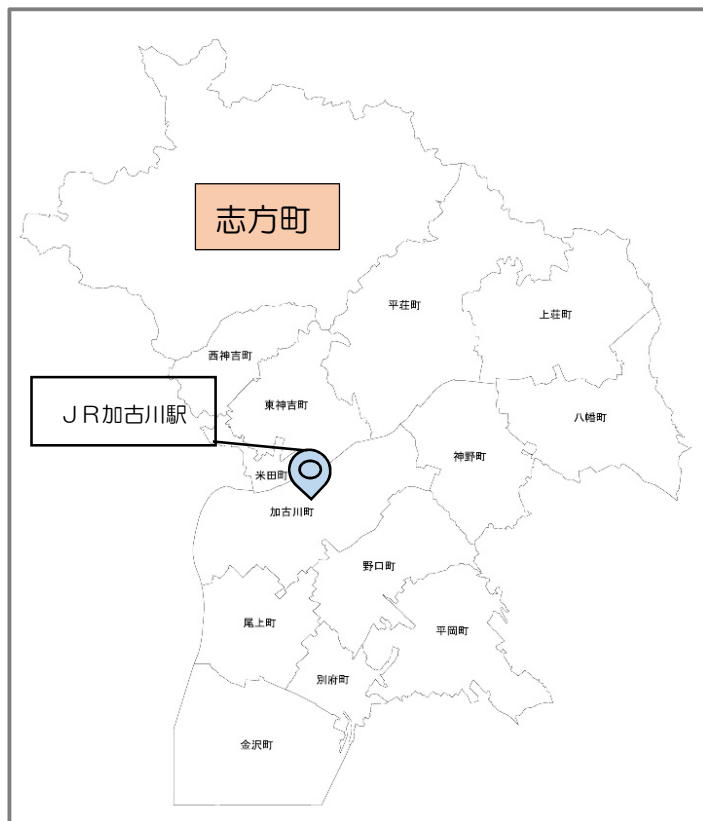 志方町
平荘町
上荘町
西神吉町
東神吉町
八幡町
ＪＲ加古川駅
神野町
米田町
加古川町
野口町
尾上町
平岡町
別府町
金沢町